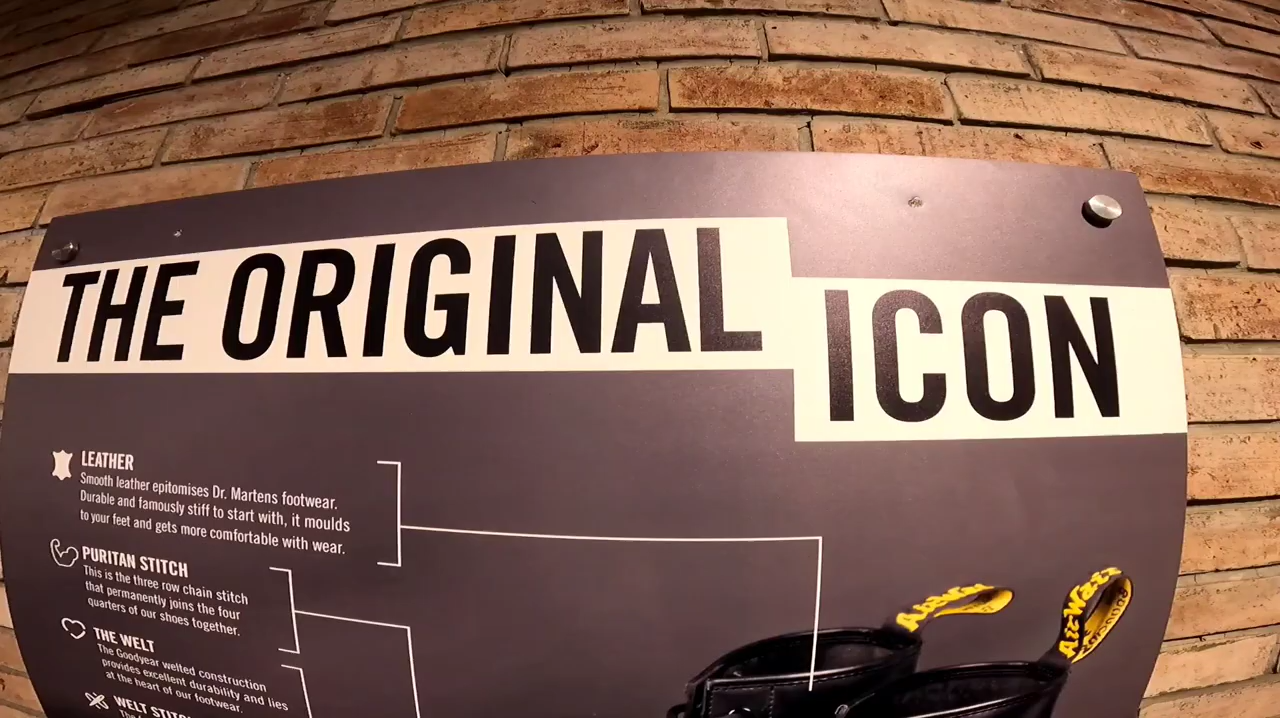 THE ORIGINAL
ICON
LEATHER
Smooth leather epitomises Dr. Martens footwear.
Durable and famously stiff to start with, it moulds
to your feet and gets more comfortable with wear.
PURITAN STITCH
This is the three row chain stitch
that permanently joins the four
quarters of our shoes together.
THE WELT
The Goodyear welted construction
provides excellent durability and lies
at the heart of our footwear.
WELT
AirWair
AirWair